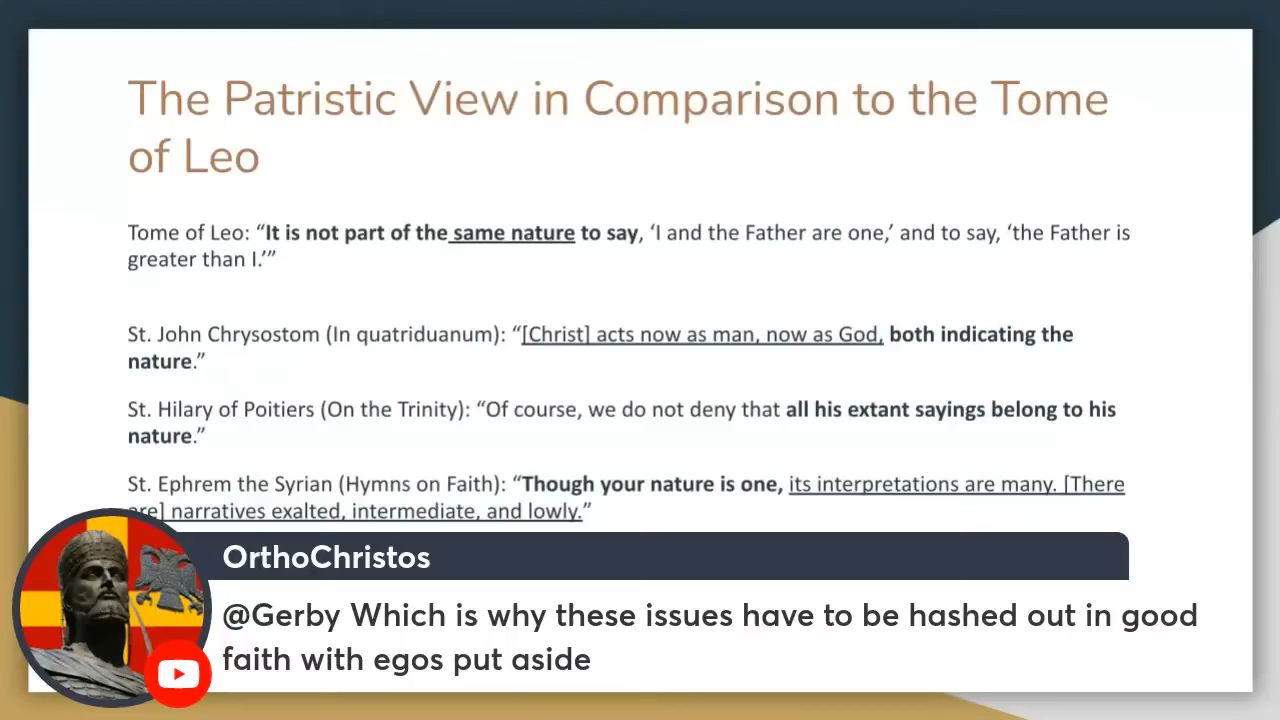 The Patristic View in Comparison to the Tome
of Leo
Tome of Leo: “It is not part of the same nature to say, ‘I and the Father are one,’ and to say, ‘the Father is
greater than I.’”
St. John Chrysostom (In quatriduanum): “[Christ] acts now as man, now as God, both indicating the
nature.”
St. Hilary of Poitiers (On the Trinity): “Of course, we do not deny that all his extant sayings belong to his
nature.”
St. Ephrem the Syrian (Hymns on Faith): “Though your nature is one, its interpretations are many. [There
are] narratives exalted, intermediate, and lowly.”
OrthoChristos
@Gerby Which is why these issues have to be hashed out in good
faith with egos put aside